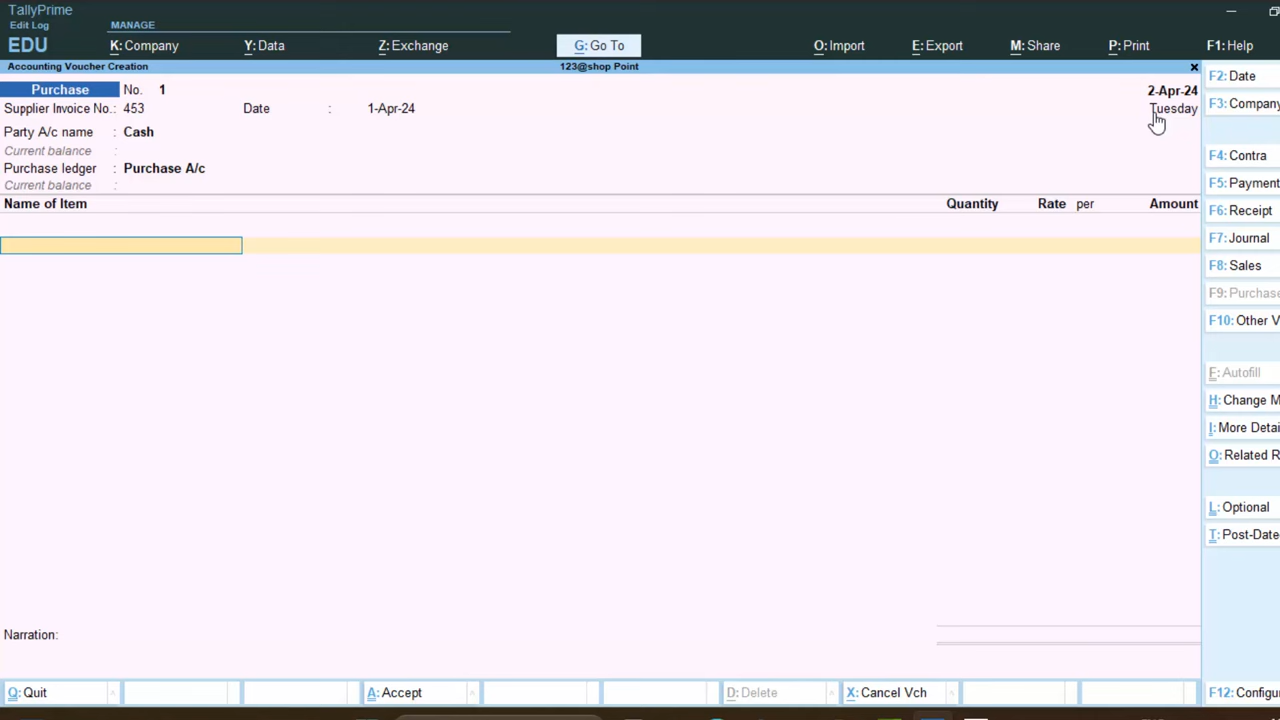 TallyPrime
Edit Log
MANAGE
EDU
K: Company
Y: Data
Z: Exchange
G: Go To
O: Import
E: Export
M: Share
P: Print
F1: Help
Accounting Voucher Creation
123@shop Point
Purchase No. 1
2-Apr-24
Supplier Invoice No.: 453 Date : 1-Apr-24
Tuesday
Party A/c name : Cash
Current balance :
Purchase ledger : Purchase A/c
Current balance :
Name of Item Quantity Rate per Amount
Narration:
F2: Date
F3: Company
F4: Contra
F5: Payment
F6: Receipt
F7: Journal
F8: Sales
F9: Purchase
F10: Other V
F: Autofill
H: Change M
I: More Detai
O: Related R
L: Optional
T: Post-Date
F12: Configu
Q: Quit
A: Accept
D: Delete
X: Cancel Vch